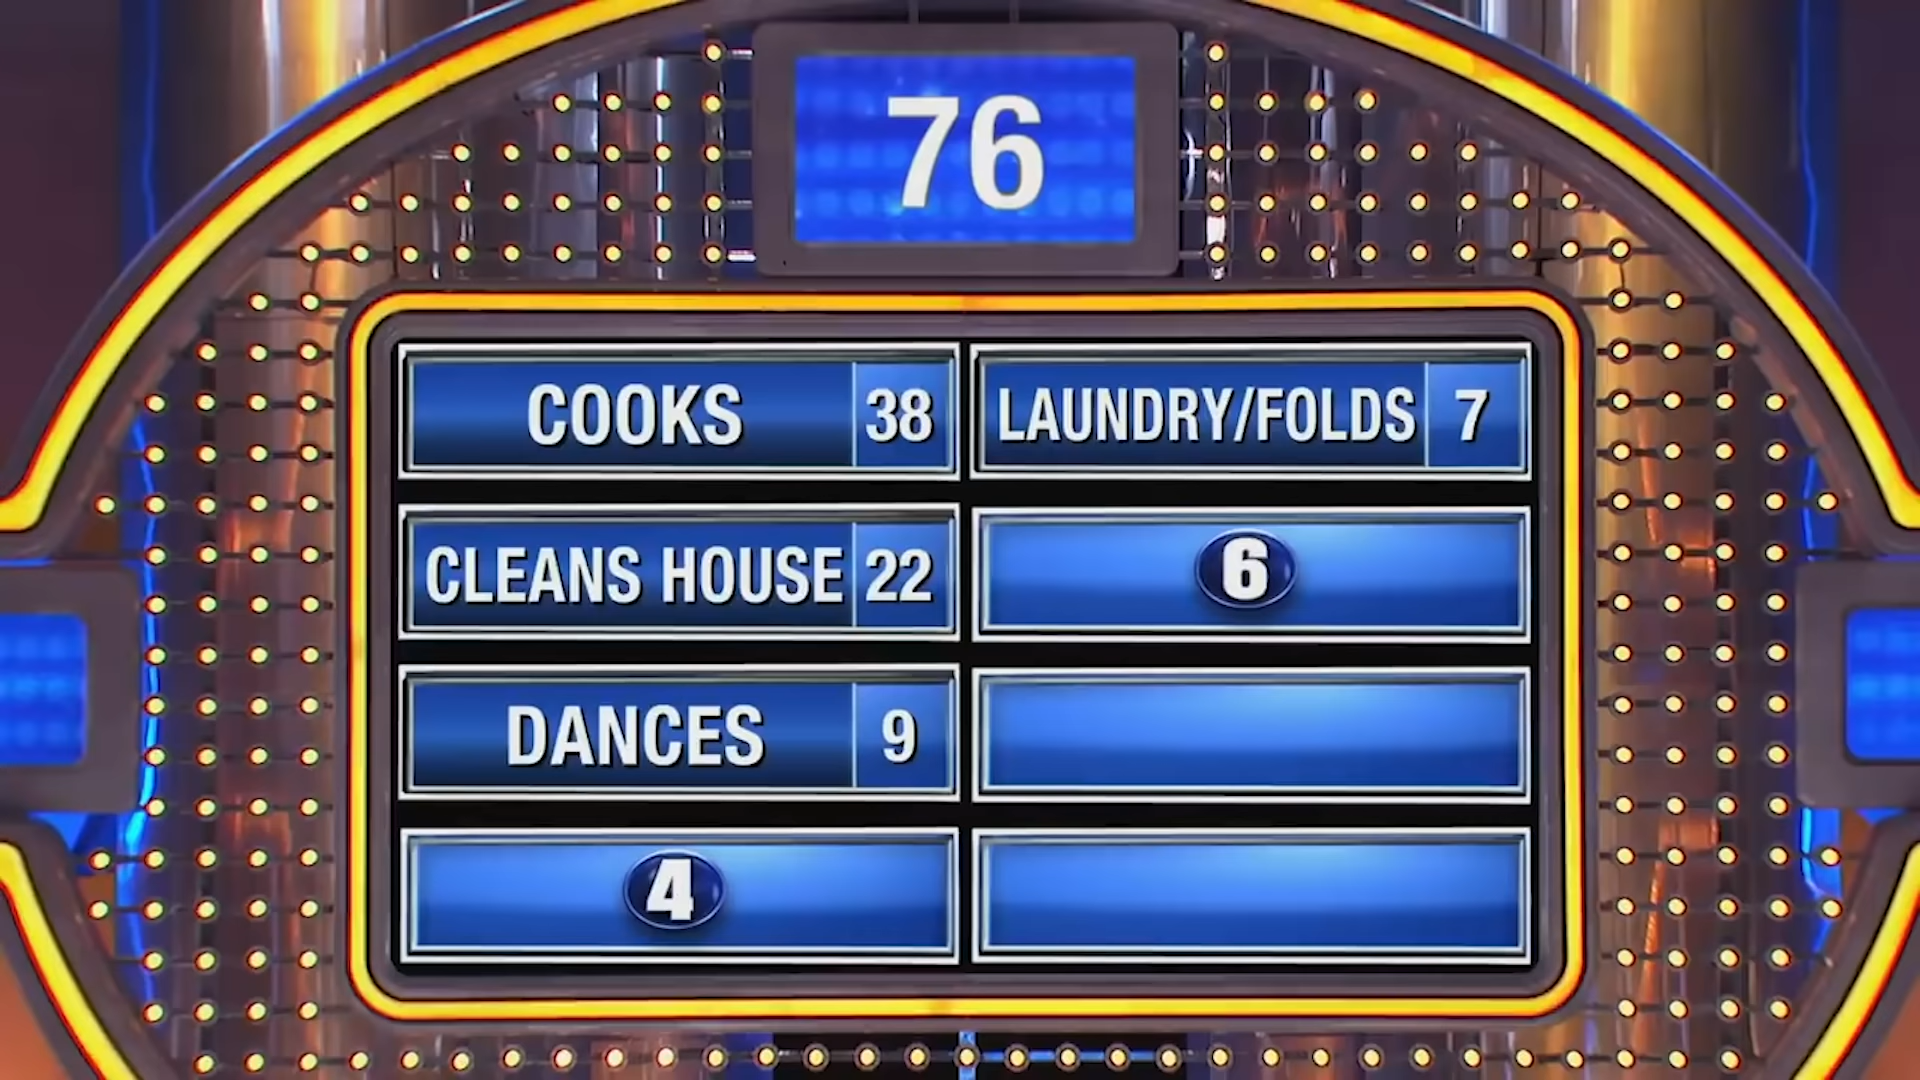 76
COOKS 38
CLEANS HOUSE 22
DANCES 9
4
LAUNDRY/FOLDS 7
6